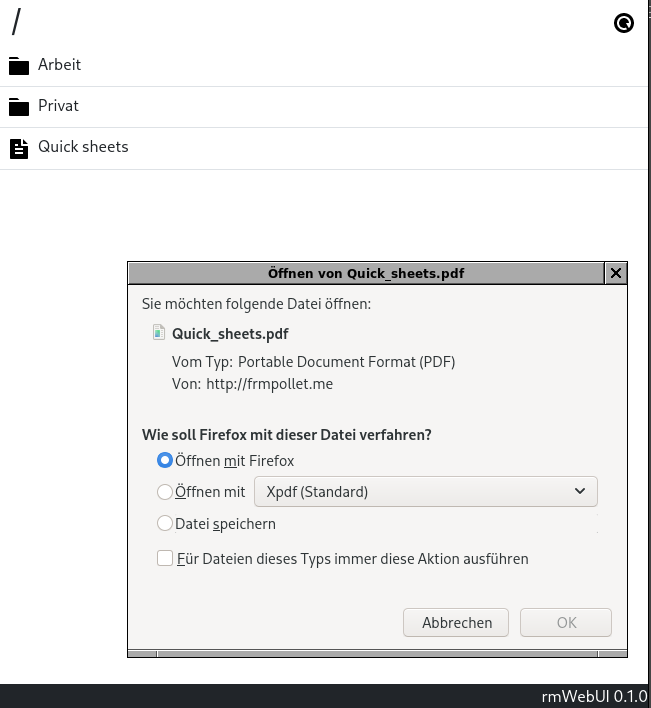 /
Arbeit
Privat
Quick sheets
Öffnen von Quick_sheets.pdf
Sie möchten folgende Datei öffnen:
Quick_sheets.pdf
Vom Typ: Portable Document Format (PDF)
Von: http://frmpollet.me
Wie soll Firefox mit dieser Datei verfahren?
Öffnen mit Firefox
Öffnen mit Xpdf (Standard)
Datei speichern
Für Dateien dieses Typs immer diese Aktion ausführen
Abbrechen OK
rmWebUI 0.1.0